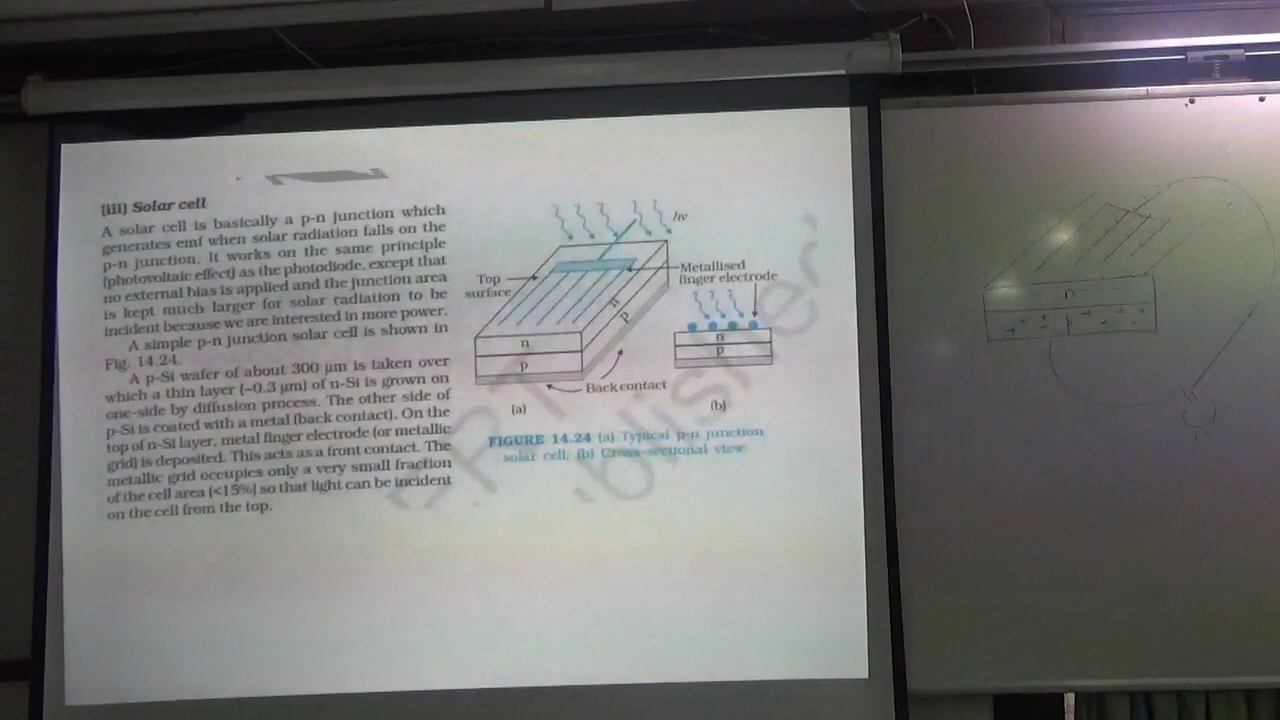 (iii) Solar cell
A solar cell is basically a p-n junction which
generates emf when solar radiation falls on the
p-n junction. It works on the same principle
(photovoltaic effect) as the photodiode, except that
no external bias is applied and the junction area
is kept much larger for solar radiation to be
incident because we are interested in more power.
A simple p-n junction solar cell is shown in
Fig. 14.24.
A p-Si wafer of about 300 μm is taken over
which a thin layer (~0.3 μm) of n-Si is grown on
one-side by diffusion process. The other side of
p-Si is coated with a metal (back contact). On the
top of n-Si layer, metal finger electrode (or metallic
grid) is deposited. This acts as a front contact. The
metallic grid occupies only a very small fraction
of the cell area (<15%) so that light can be incident
on the cell from the top.
hν
Top
surface
Metallised
finger electrode
n
p
n
p
n
p
Back contact
(a)
(b)
FIGURE 14.24 (a) Typical p-n junction
solar cell; (b) Cross-sectional view.
n
p